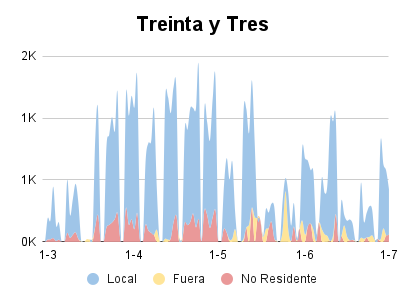 Treinta y Tres
2K
1K
1K
0K
1-3 1-4 1-5 1-6 1-7
Local Fuera No Residente